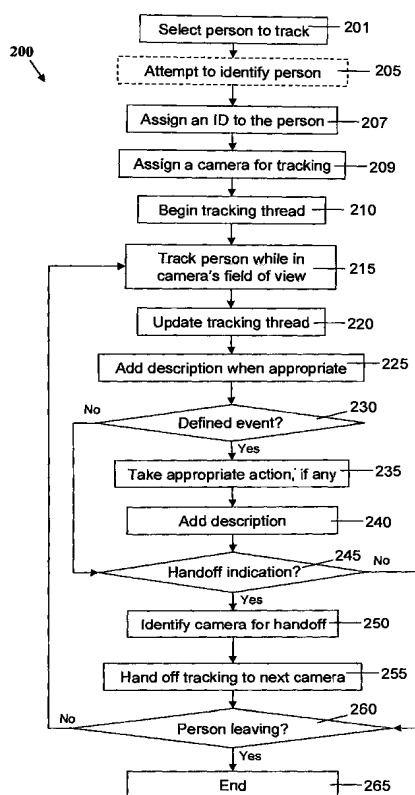 200
Select person to track 201
Attempt to identify person 205
Assign an ID to the person 207
Assign a camera for tracking 209
Begin tracking thread 210
Track person while in
camera's field of view 215
Update tracking thread 220
Add description when appropriate 225
No Defined event? 230
Yes
Take appropriate action, if any 235
Add description 240
Handoff indication? 245 No
Yes
Identify camera for handoff 250
Hand off tracking to next camera 255
No Person leaving? 260
Yes
End 265